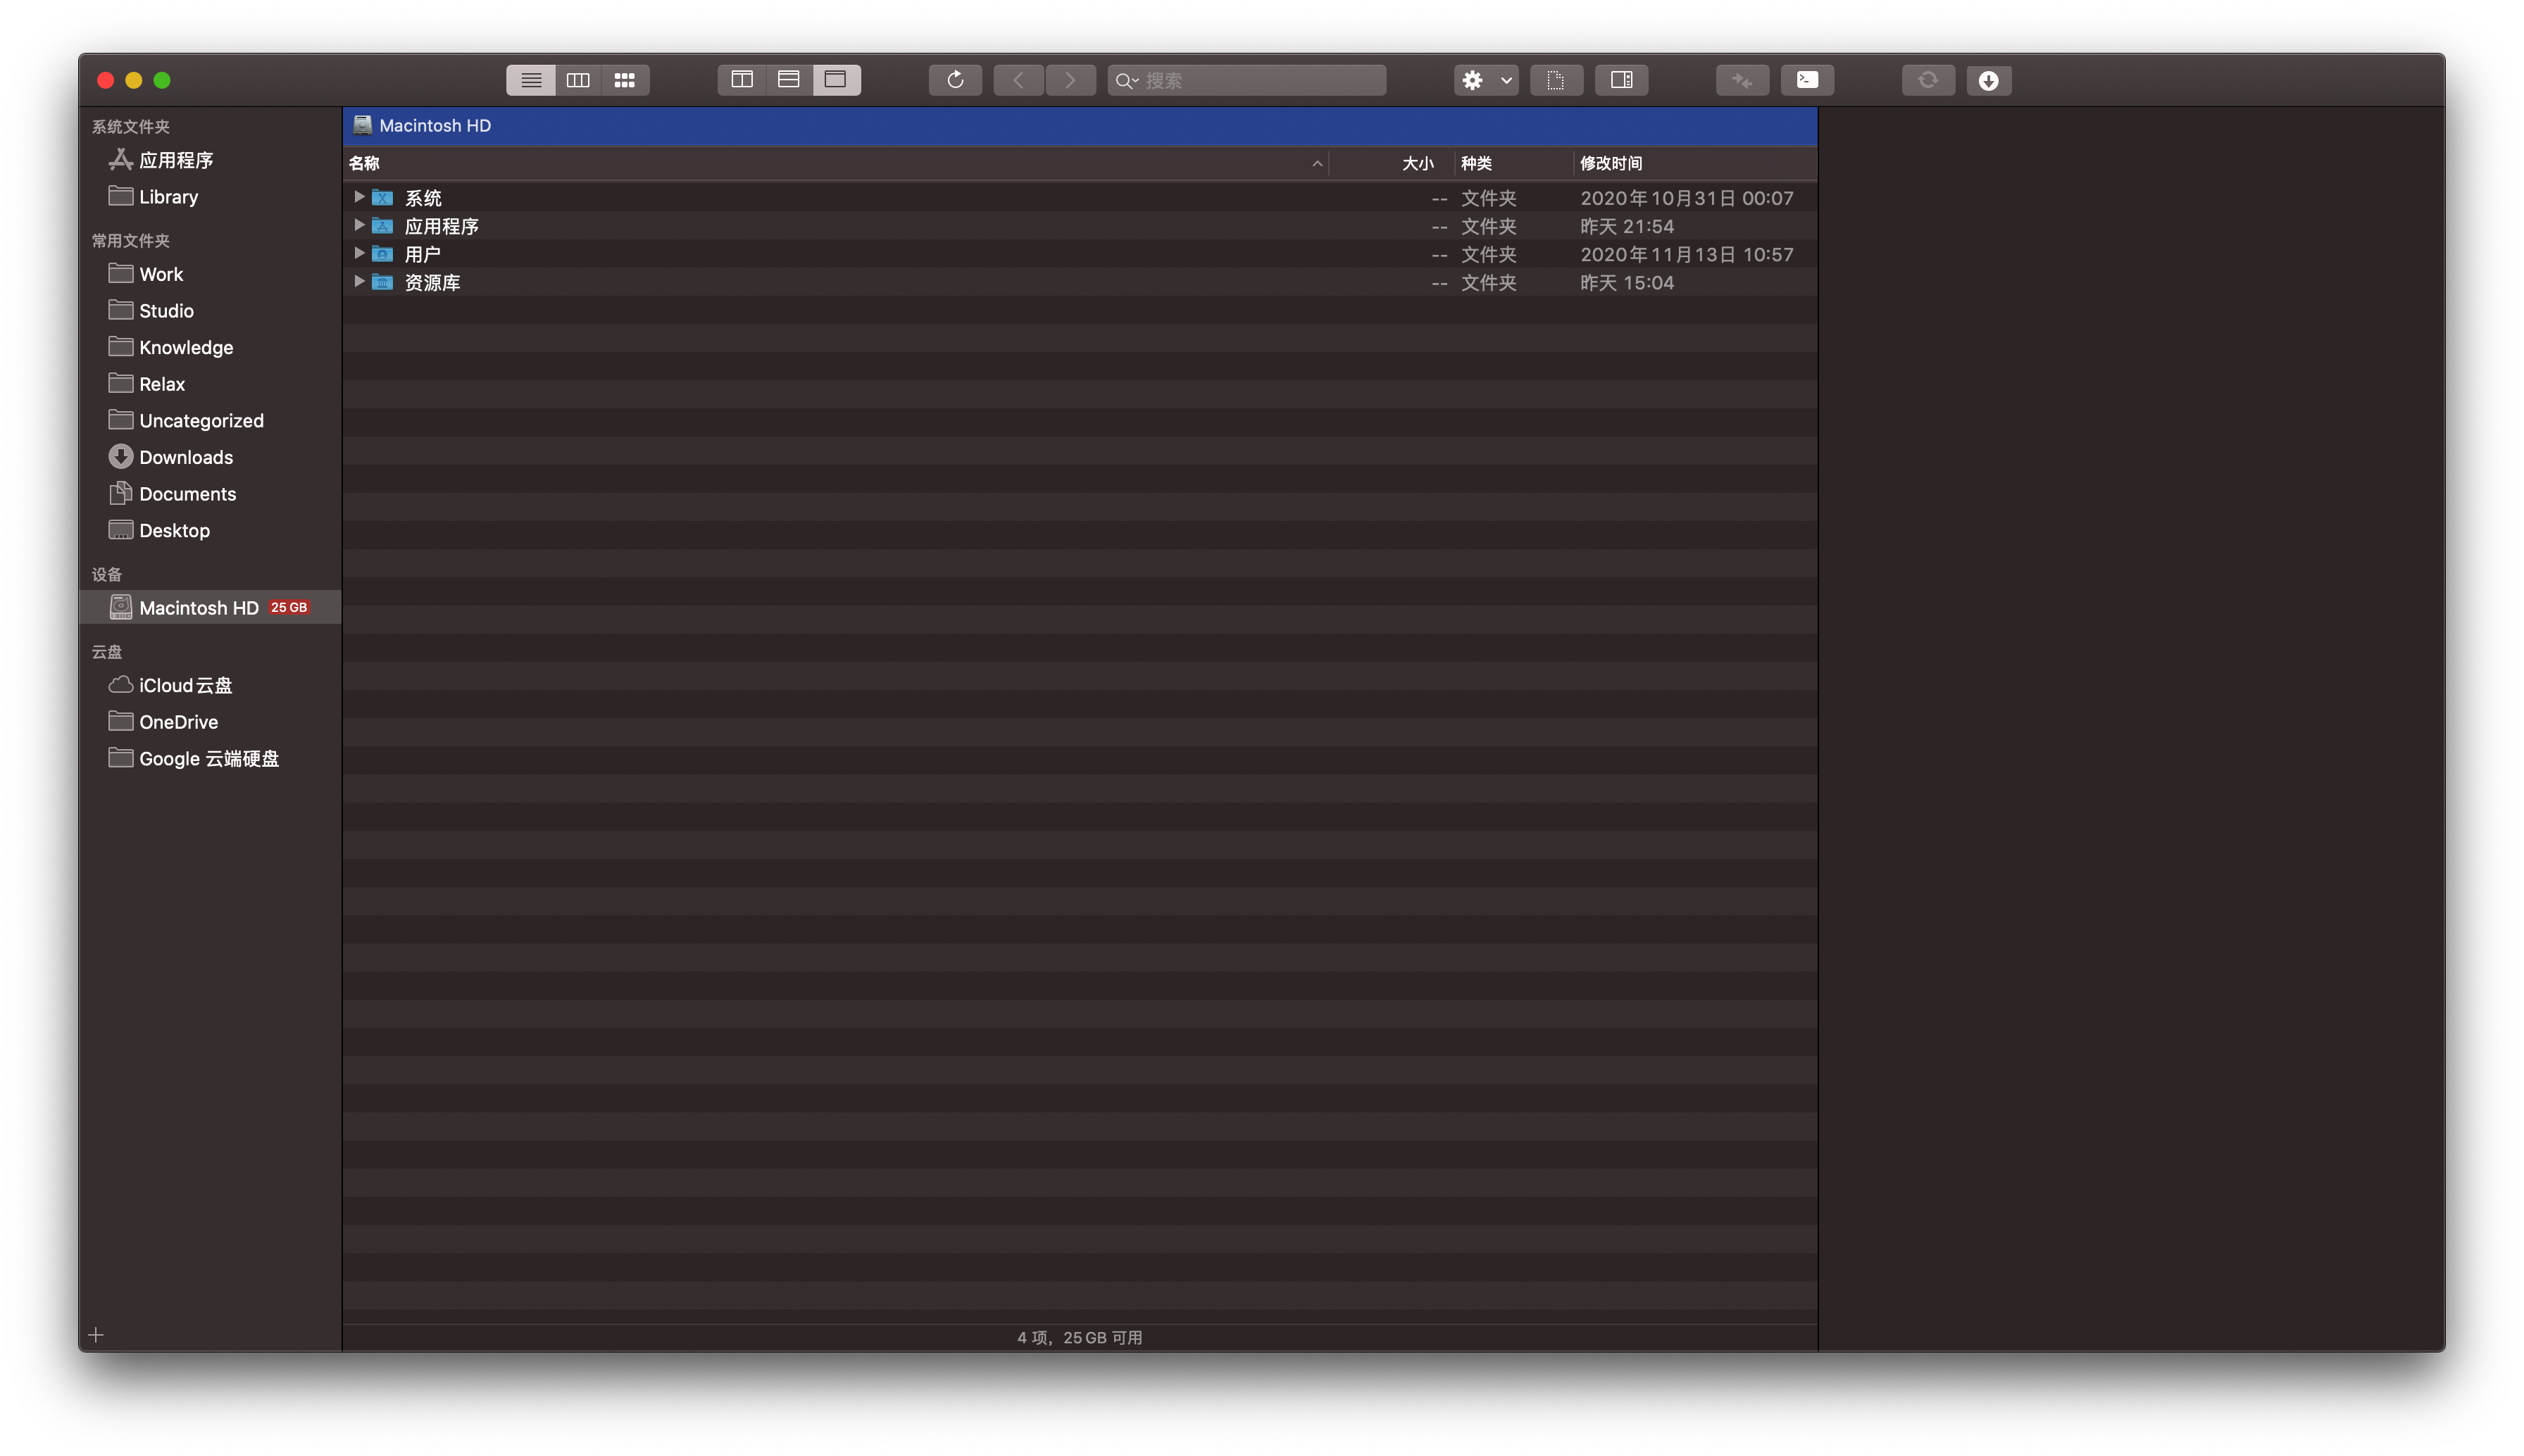 搜索
系统文件夹
应用程序
Library
常用文件夹
Work
Studio
Knowledge
Relax
Uncategorized
Downloads
Documents
Desktop
设备
Macintosh HD 25 GB
云盘
iCloud 云盘
OneDrive
Google 云端硬盘
Macintosh HD
名称 大小 种类 修改时间
系统 -- 文件夹 2020年10月31日 00:07
应用程序 -- 文件夹 昨天 21:54
用户 -- 文件夹 2020年11月13日 10:57
资源库 -- 文件夹 昨天 15:04
4 项，25 GB 可用